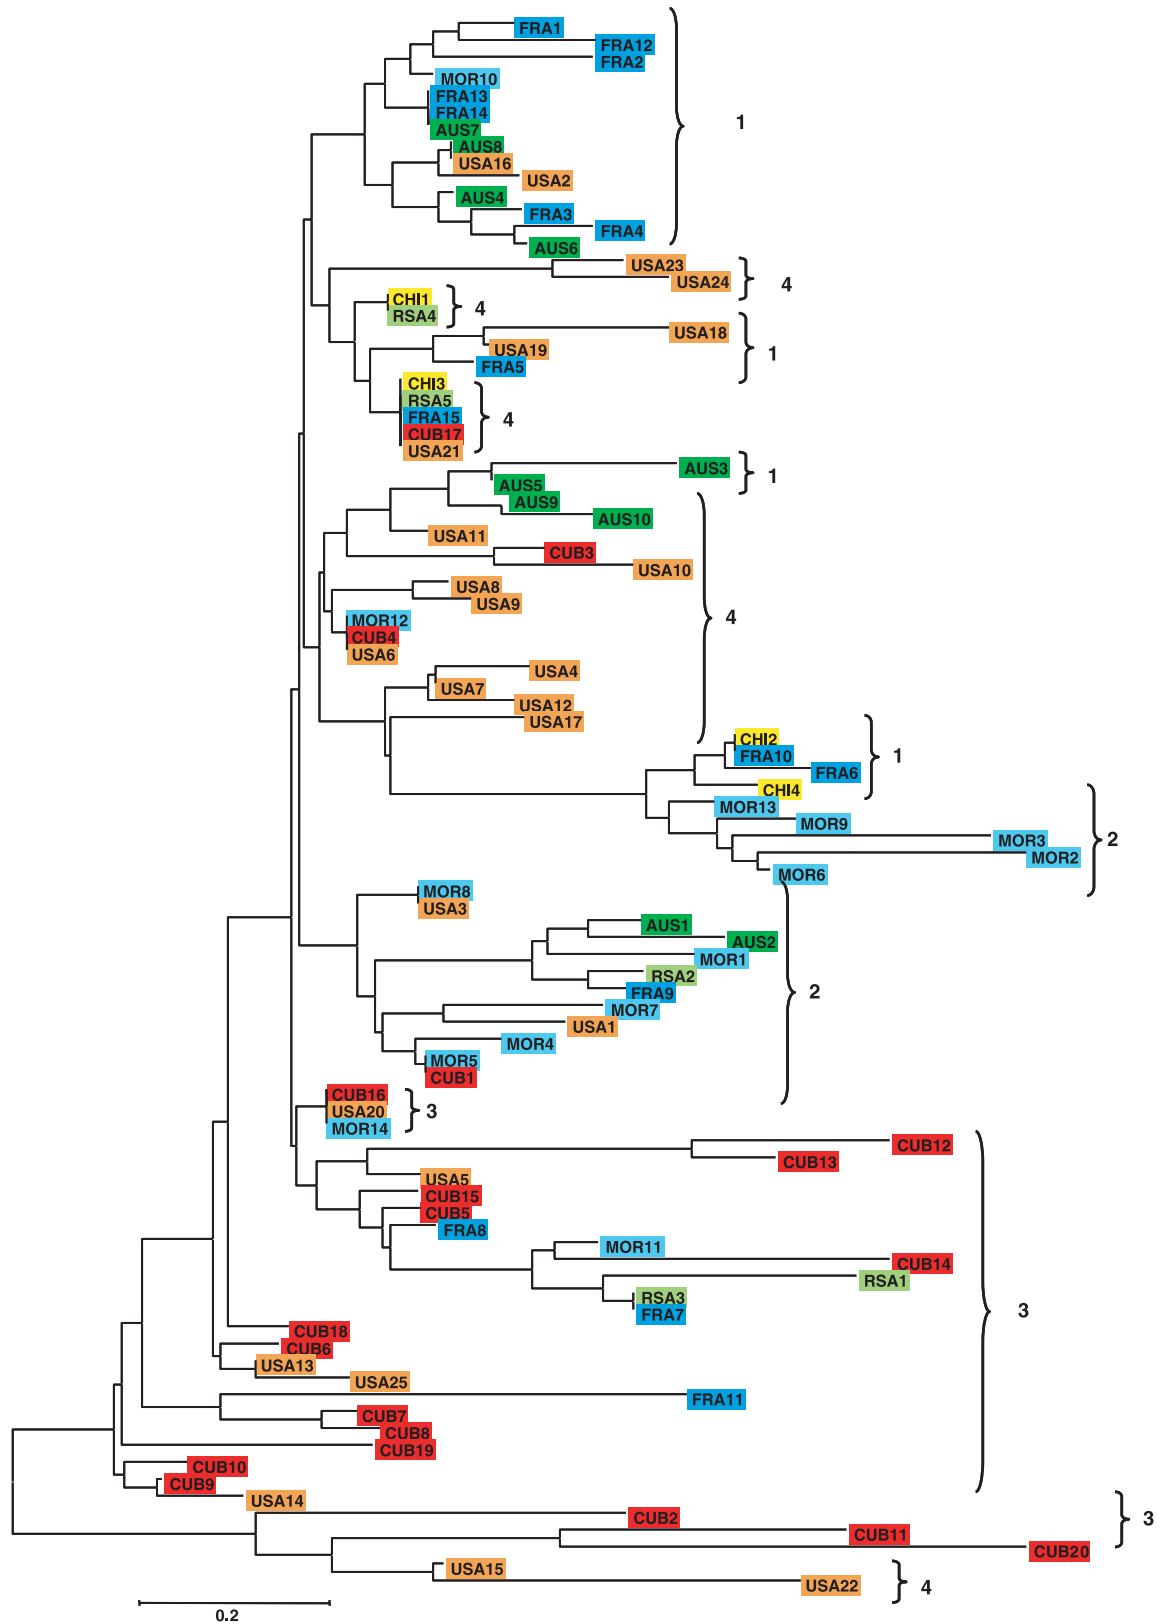 FRA1
FRA12
FRA2
MOR10
FRA13
FRA14
1
AUS7
AUS8
USA16
USA2
AUS4
FRA3
FRA4
AUS6
USA23
USA24
4
CHI1
4
RSA4
USA18
USA19
1
FRA5
CHI3
RSA5
FRA15
4
CUB17
USA21
AUS3
1
AUS5
AUS9
AUS10
USA11
CUB3
USA10
USA8
USA9
MOR12
4
CUB4
USA6
USA4
USA7
USA12
USA17
CHI2
FRA10
1
FRA6
CHI4
MOR13
MOR9
MOR3
2
MOR2
MOR6
MOR8
USA3
AUS1
AUS2
MOR1
RSA2
FRA9
2
MOR7
USA1
MOR4
MOR5
CUB1
CUB16
USA20
3
MOR14
CUB12
CUB13
USA5
CUB15
CUB5
FRA8
MOR11
CUB14
RSA1
RSA3
3
FRA7
CUB18
CUB6
USA13
USA25
FRA11
CUB7
CUB8
CUB19
CUB10
CUB9
USA14
CUB2
3
CUB11
CUB20
USA15
USA22
4
0.2